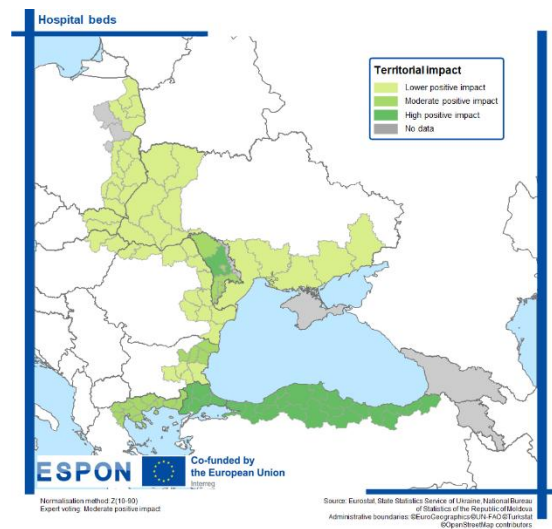 Hospital beds
Territorial impact
Lower positive impact
Moderate positive impact
High positive impact
No data
ESPON
Co-funded by
the European Union
Interreg
Normalisation method: Z(10-90)
Expert voting: Moderate positive impact
Source: Eurostat, State Statistics Service of Ukraine, National Bureau
of Statistics of the Republic of Moldova
Administrative boundaries: ©EuroGeographics©UN-FAO©Turkstat
©OpenStreetMap contributors